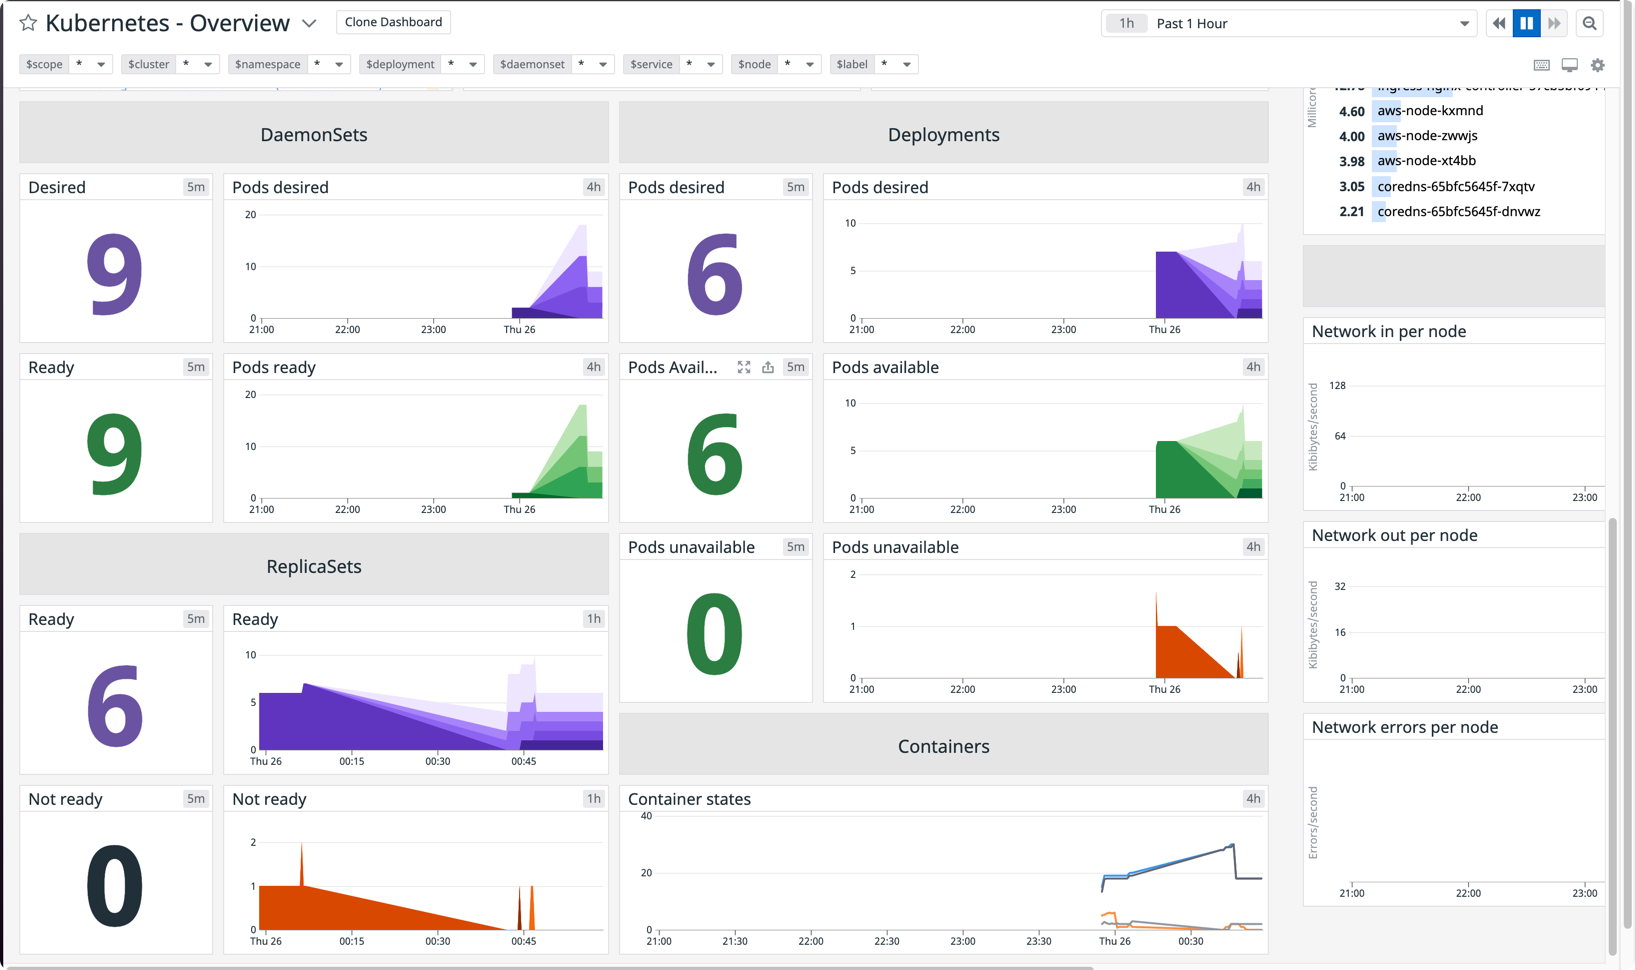 Kubernetes - Overview
Clone Dashboard
1h Past 1 Hour
$scope *
$cluster *
$namespace *
$deployment *
$daemonset *
$service *
$node *
$label *
DaemonSets
Desired 5m
9
Pods desired 4h
20
10
0
21:00 22:00 23:00 Thu 26
Ready 5m
9
Pods ready 4h
20
10
0
21:00 22:00 23:00 Thu 26
ReplicaSets
Ready 5m
6
Ready 1h
10
5
0
Thu 26 00:15 00:30 00:45
Not ready 5m
0
Not ready 1h
2
1
0
Thu 26 00:15 00:30 00:45
Deployments
Pods desired 5m
6
Pods desired 4h
10
5
0
21:00 22:00 23:00 Thu 26
Pods Avail... 5m
6
Pods available 4h
10
5
0
21:00 22:00 23:00 Thu 26
Pods unavailable 5m
0
Pods unavailable 4h
2
1
0
21:00 22:00 23:00 Thu 26
Containers
Container states 4h
40
20
0
21:00 21:30 22:00 22:30 23:00 23:30 Thu 26 00:30
Millicor
4.60 aws-node-kxmnd
4.00 aws-node-zwwjs
3.98 aws-node-xt4bb
3.05 coredns-65bfc5645f-7xqtv
2.21 coredns-65bfc5645f-dnvwz
Network in per node
Kibibytes/second
128
64
0
21:00 22:00 23:00
Network out per node
Kibibytes/second
32
16
0
21:00 22:00 23:00
Network errors per node
Errors/second
21:00 22:00 23:00